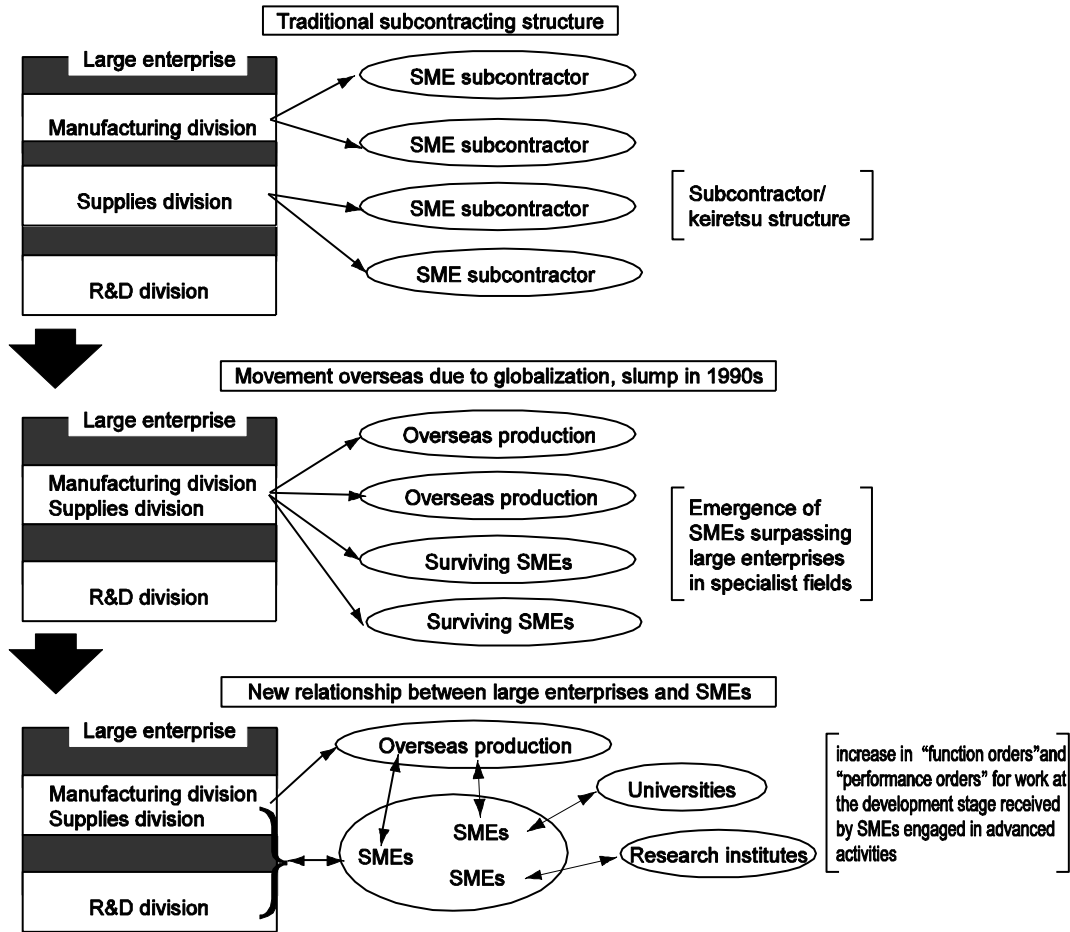 Traditional subcontracting structure
Large enterprise
Manufacturing division
Supplies division
R&D division
SME subcontractor
SME subcontractor
SME subcontractor
SME subcontractor
Subcontractor/
keiretsu structure
Movement overseas due to globalization, slump in 1990s
Large enterprise
Manufacturing division
Supplies division
R&D division
Overseas production
Overseas production
Surviving SMEs
Surviving SMEs
Emergence of
SMEs surpassing
large enterprises
in specialist fields
New relationship between large enterprises and SMEs
Large enterprise
Manufacturing division
Supplies division
R&D division
Overseas production
SMEs
SMEs
SMEs
Universities
Research institutes
increase in "function orders"and
"performance orders" for work at
the development stage received
by SMEs engaged in advanced
activities